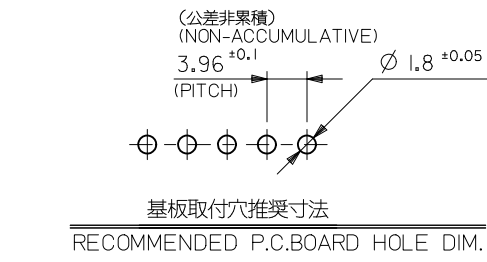 (公差非累積)
(NON-ACCUMULATIVE)
3.96 ±0.1
(PITCH)
∅ 1.8 ±0.05
基板取付穴推奨寸法
RECOMMENDED P.C.BOARD HOLE DIM.